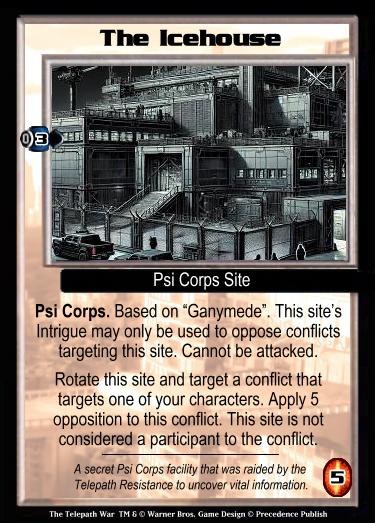 The Icehouse
3
Psi Corps Site
Psi Corps. Based on “Ganymede”. This site’s
Intrigue may only be used to oppose conflicts
targeting this site. Cannot be attacked.
Rotate this site and target a conflict that
targets one of your characters. Apply 5
opposition to this conflict. This site is not
considered a participant to the conflict.
A secret Psi Corps facility that was raided by the
Telepath Resistance to uncover vital information.
5
The Telepath War TM & © Warner Bros. Game Design © Precedence Publish